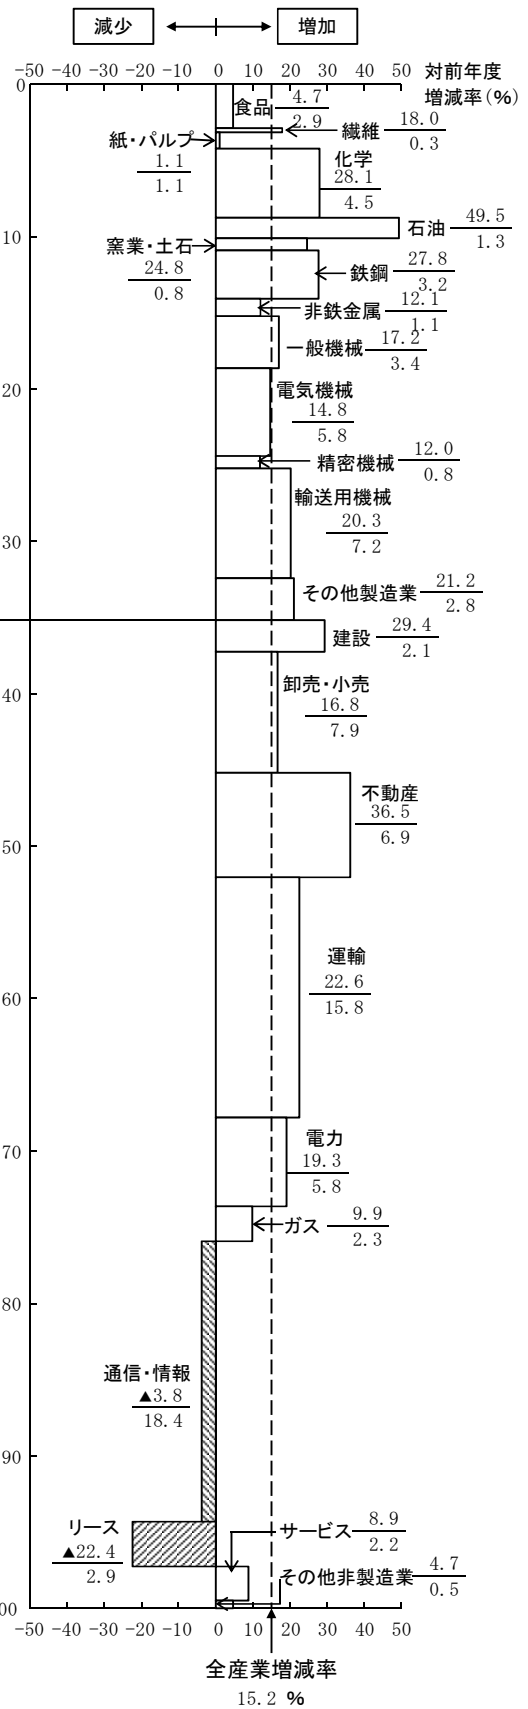 減少 増加
-50 -40 -30 -20 -10 0 10 20 30 40 50 対前年度
増減率(%)
0
食品 4.7
2.9
繊維 18.0
0.3
紙・パルプ
1.1
1.1
化学
28.1
4.5
石油 49.5
1.3
10
窯業・土石
24.8
0.8
鉄鋼 27.8
3.2
非鉄金属 12.1
1.1
一般機械 17.2
3.4
20
電気機械
14.8
5.8
精密機械 12.0
0.8
輸送用機械
20.3
7.2
30
その他製造業 21.2
2.8
建設 29.4
2.1
卸売・小売
16.8
7.9
40
不動産
36.5
6.9
50
運輸
22.6
15.8
60
電力
19.3
5.8
70
ガス 9.9
2.3
80
通信・情報
▲3.8
18.4
90
リース
▲22.4
2.9
サービス 8.9
2.2
その他非製造業 4.7
0.5
00
-50 -40 -30 -20 -10 0 10 20 30 40 50
全産業増減率
15.2 %